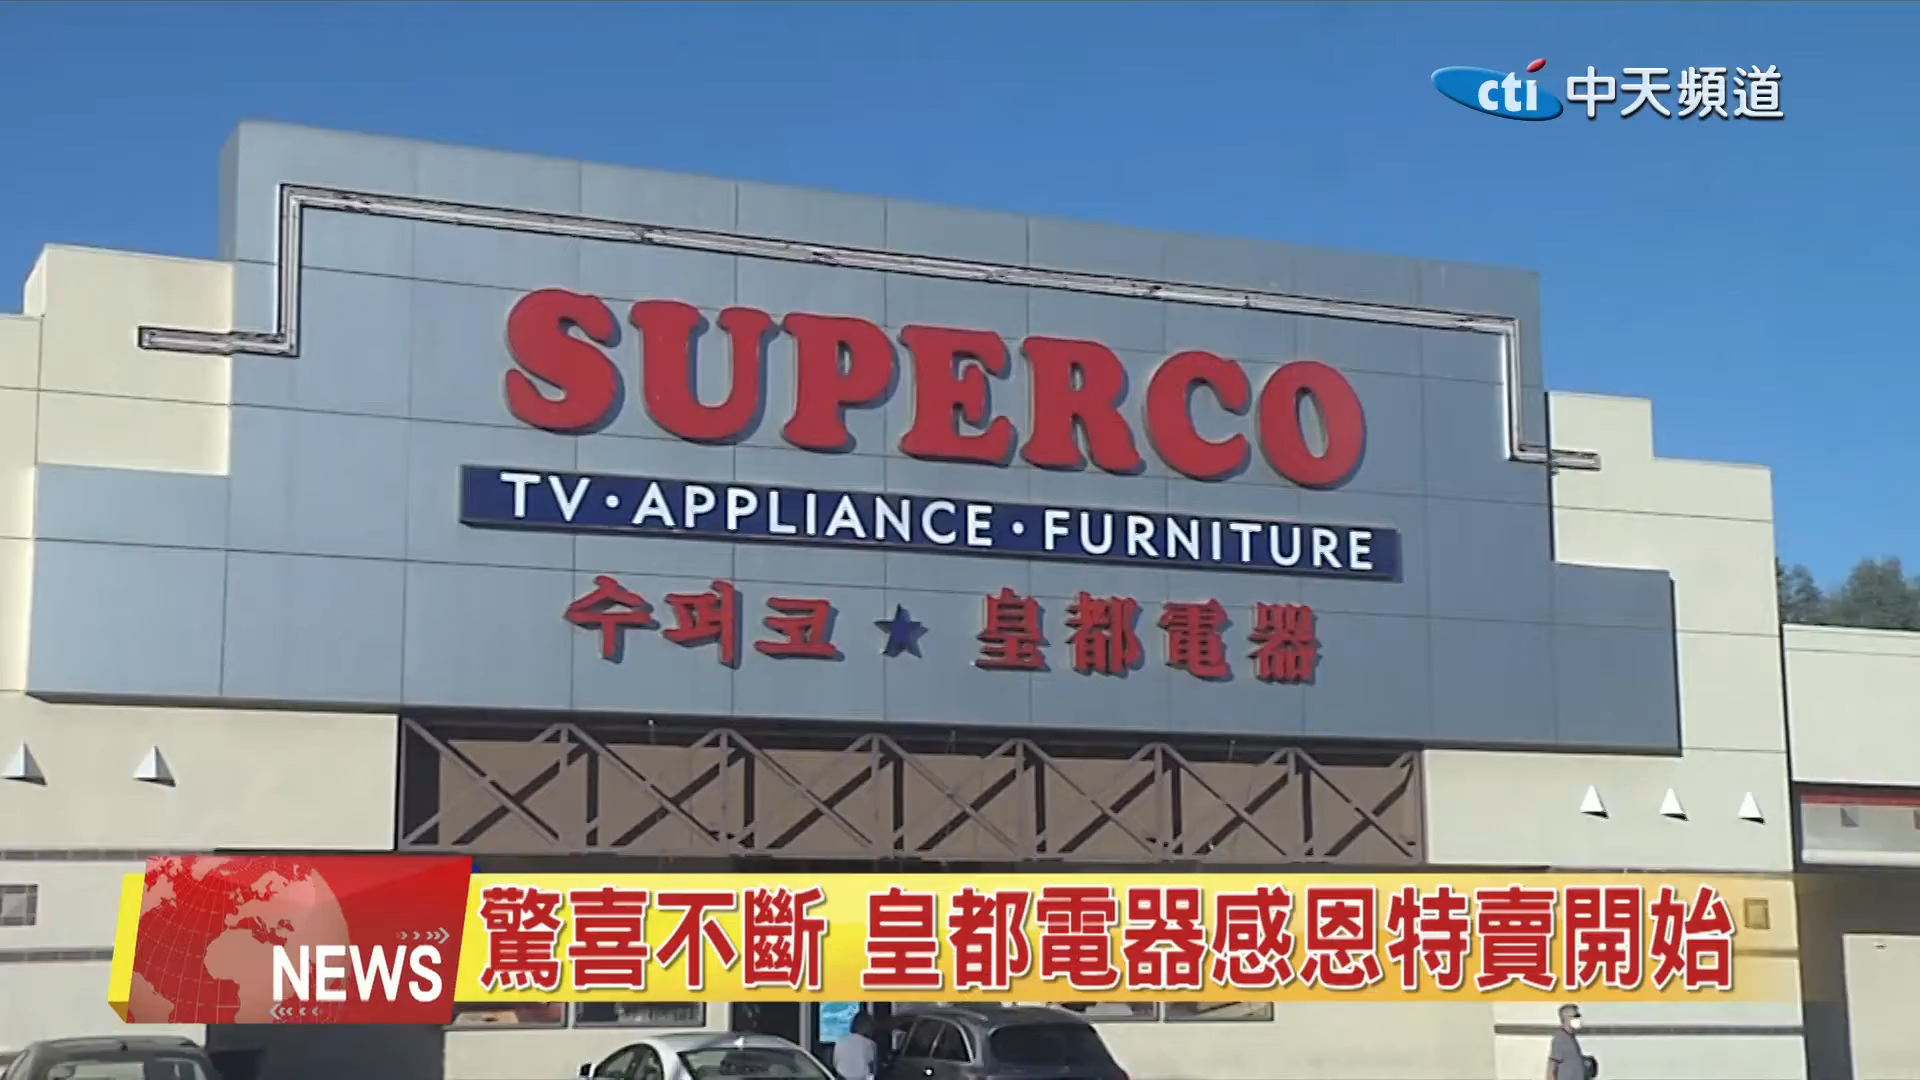 cti 中天頻道
SUPERCO
TV・APPLIANCE・FURNITURE
수퍼코 ★ 皇都電器
NEWS 驚喜不斷 皇都電器感恩特賣開始